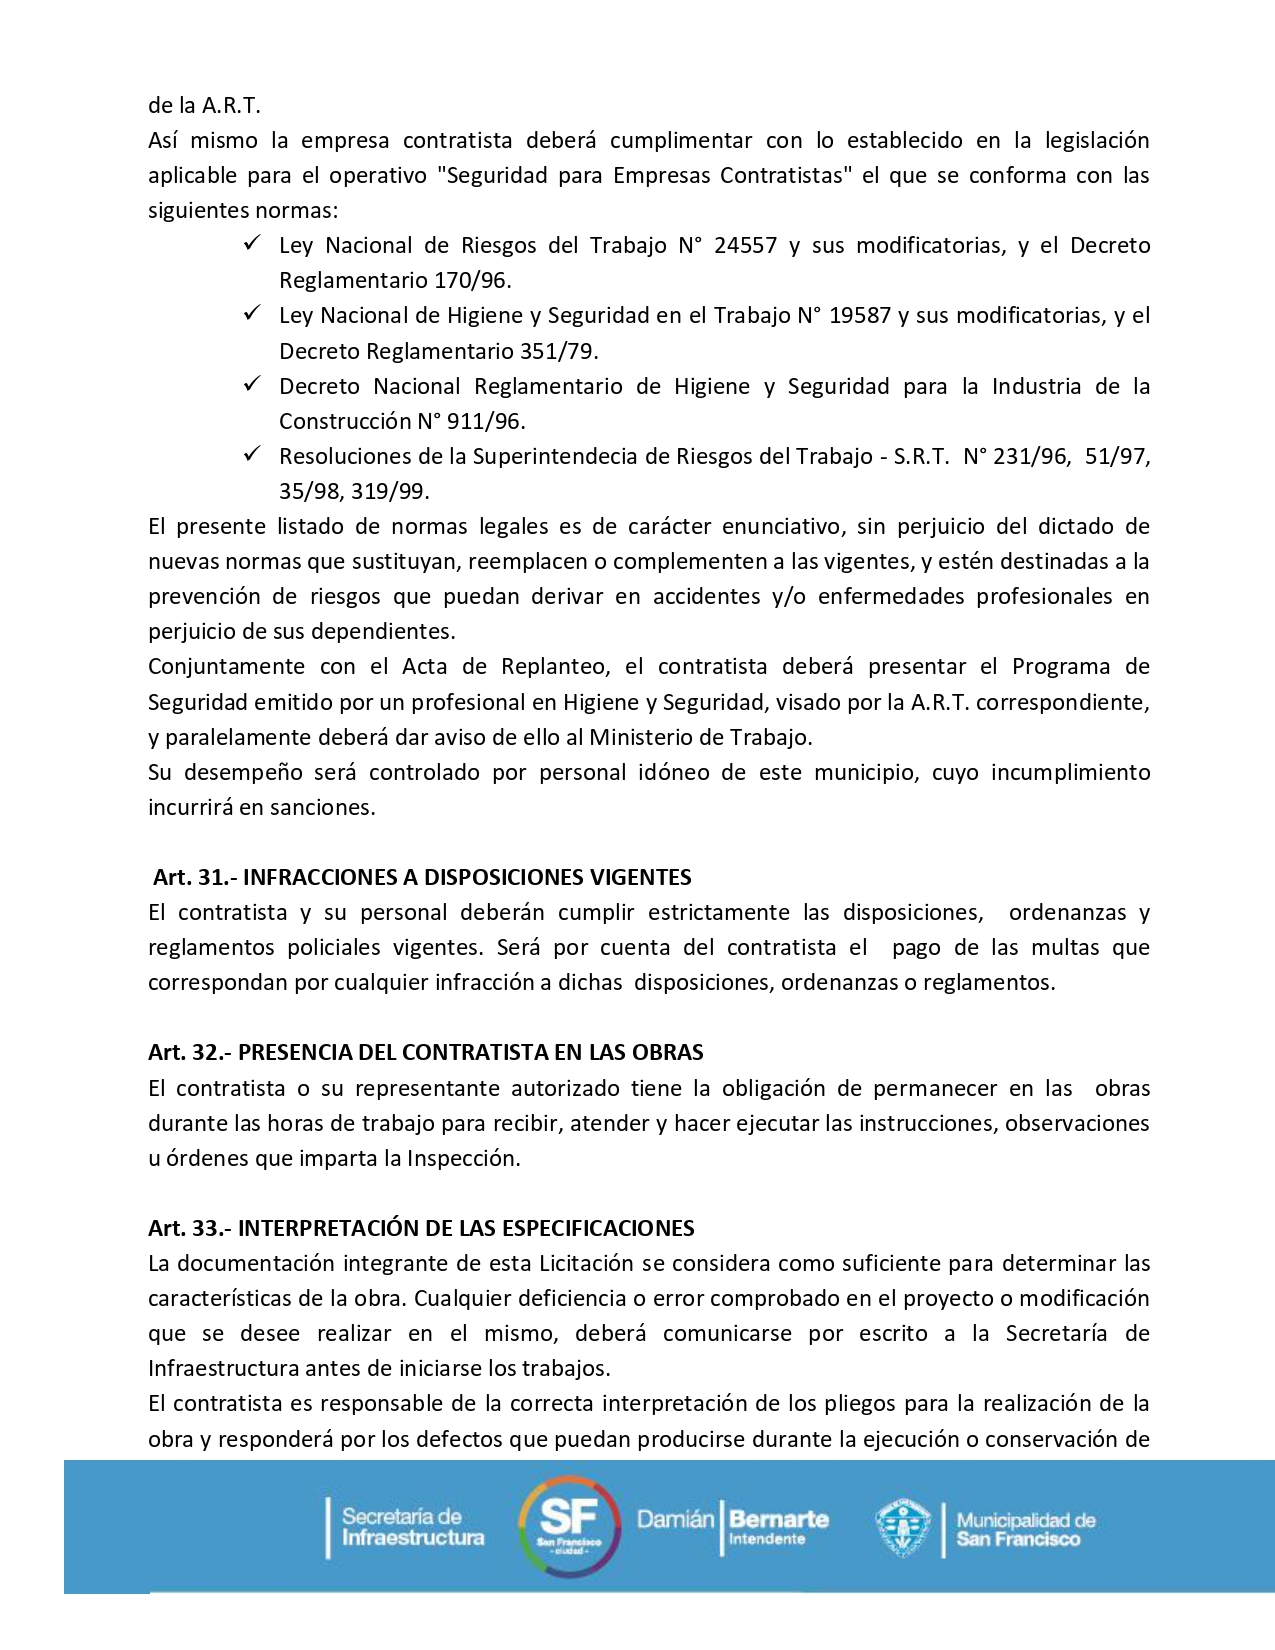 de la A.R.T.
Así mismo la empresa contratista deberá cumplimentar con lo establecido en la legislación
aplicable para el operativo "Seguridad para Empresas Contratistas" el que se conforma con las
siguientes normas:
✓ Ley Nacional de Riesgos del Trabajo N° 24557 y sus modificatorias, y el Decreto
Reglamentario 170/96.
✓ Ley Nacional de Higiene y Seguridad en el Trabajo N° 19587 y sus modificatorias, y el
Decreto Reglamentario 351/79.
✓ Decreto Nacional Reglamentario de Higiene y Seguridad para la Industria de la
Construcción N° 911/96.
✓ Resoluciones de la Superintendecia de Riesgos del Trabajo - S.R.T. N° 231/96, 51/97,
35/98, 319/99.
El presente listado de normas legales es de carácter enunciativo, sin perjuicio del dictado de
nuevas normas que sustituyan, reemplacen o complementen a las vigentes, y estén destinadas a la
prevención de riesgos que puedan derivar en accidentes y/o enfermedades profesionales en
perjuicio de sus dependientes.
Conjuntamente con el Acta de Replanteo, el contratista deberá presentar el Programa de
Seguridad emitido por un profesional en Higiene y Seguridad, visado por la A.R.T. correspondiente,
y paralelamente deberá dar aviso de ello al Ministerio de Trabajo.
Su desempeño será controlado por personal idóneo de este municipio, cuyo incumplimiento
incurrirá en sanciones.
Art. 31.- INFRACCIONES A DISPOSICIONES VIGENTES
El contratista y su personal deberán cumplir estrictamente las disposiciones, ordenanzas y
reglamentos policiales vigentes. Será por cuenta del contratista el pago de las multas que
correspondan por cualquier infracción a dichas disposiciones, ordenanzas o reglamentos.
Art. 32.- PRESENCIA DEL CONTRATISTA EN LAS OBRAS
El contratista o su representante autorizado tiene la obligación de permanecer en las obras
durante las horas de trabajo para recibir, atender y hacer ejecutar las instrucciones, observaciones
u órdenes que imparta la Inspección.
Art. 33.- INTERPRETACIÓN DE LAS ESPECIFICACIONES
La documentación integrante de esta Licitación se considera como suficiente para determinar las
características de la obra. Cualquier deficiencia o error comprobado en el proyecto o modificación
que se desee realizar en el mismo, deberá comunicarse por escrito a la Secretaría de
Infraestructura antes de iniciarse los trabajos.
El contratista es responsable de la correcta interpretación de los pliegos para la realización de la
obra y responderá por los defectos que puedan producirse durante la ejecución o conservación de
Secretaría de
Infraestructura
SF
San Francisco
- ciudad -
Damián Bernarte
Intendente
Municipalidad de
San Francisco